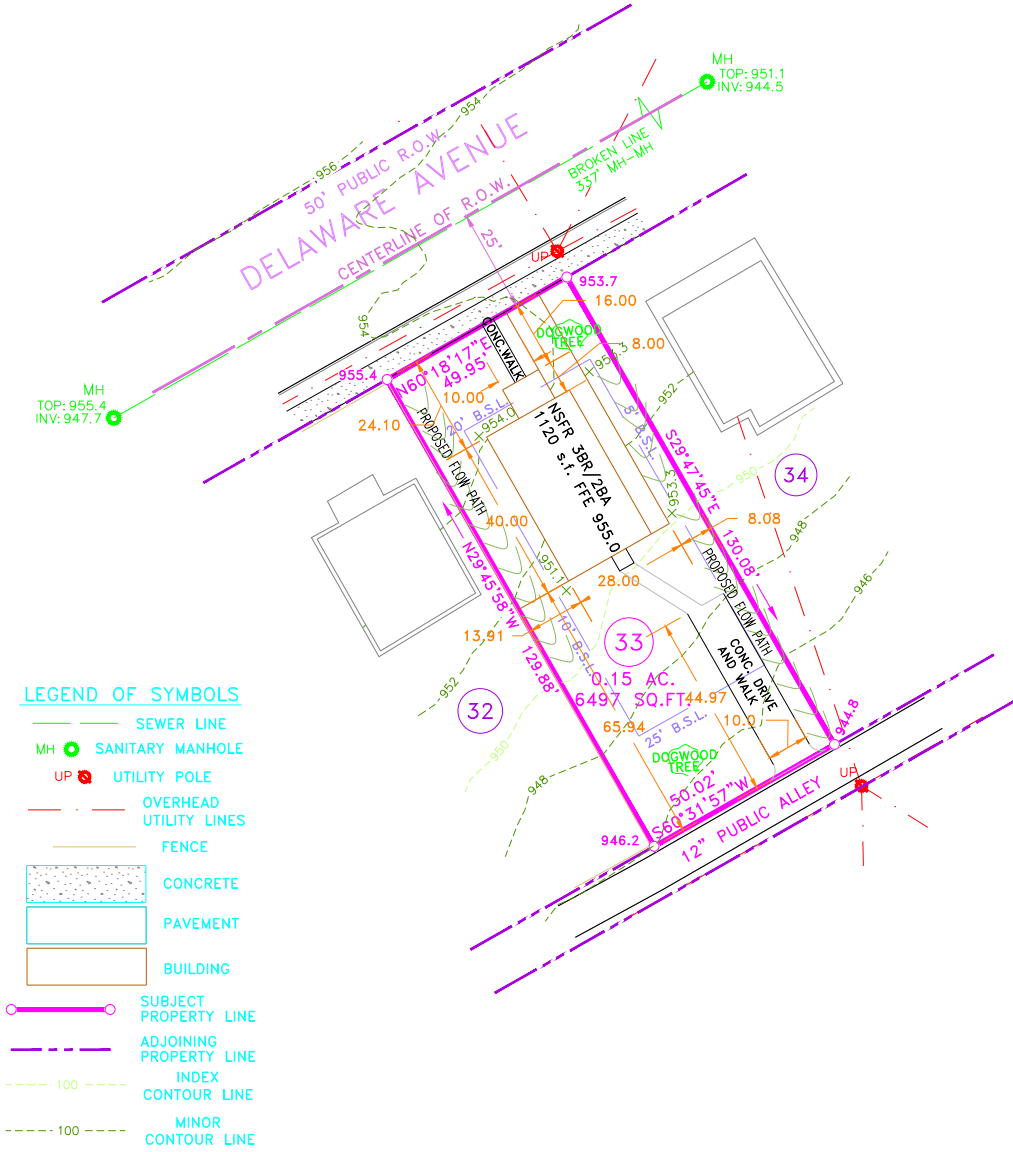 MH
TOP: 951.1
INV: 944.5
954
956
50' PUBLIC R.O.W.
DELAWARE AVENUE
BROKEN LINE
337' MH-MH
CENTERLINE OF R.O.W.
25'
UP
953.7
16.00
954
CONC.WALK
DOGWOOD
TREE
8.00
950.3
955.4
N60°18'17"E
49.95'
MH
TOP: 955.4
INV: 947.7
10.00
952
24.10
20' B.S.L.
954.0
5' B.S.L.
PROPOSED FLOW PATH
NSFR 3BR/2BA
1120 s.f. FFE 955.0
S29°47'45"E
130.08'
950
34
953.3
40.00
8.08
948
N29°45'58"W
129.88'
951.1
28.00
PROPOSED FLOW PATH
946
13.91
10' B.S.L.
33
0.15 AC.
6497 SQ.FT.
CONC. DRIVE
AND WALK
952
32
44.97
65.94
25' B.S.L.
10.0
944.8
950
948
DOGWOOD
TREE
50.02'
S60°31'57"W
UP
946.2
12" PUBLIC ALLEY
LEGEND OF SYMBOLS
SEWER LINE
MH SANITARY MANHOLE
UP UTILITY POLE
OVERHEAD
UTILITY LINES
FENCE
CONCRETE
PAVEMENT
BUILDING
SUBJECT
PROPERTY LINE
ADJOINING
PROPERTY LINE
100 INDEX
CONTOUR LINE
100 MINOR
CONTOUR LINE